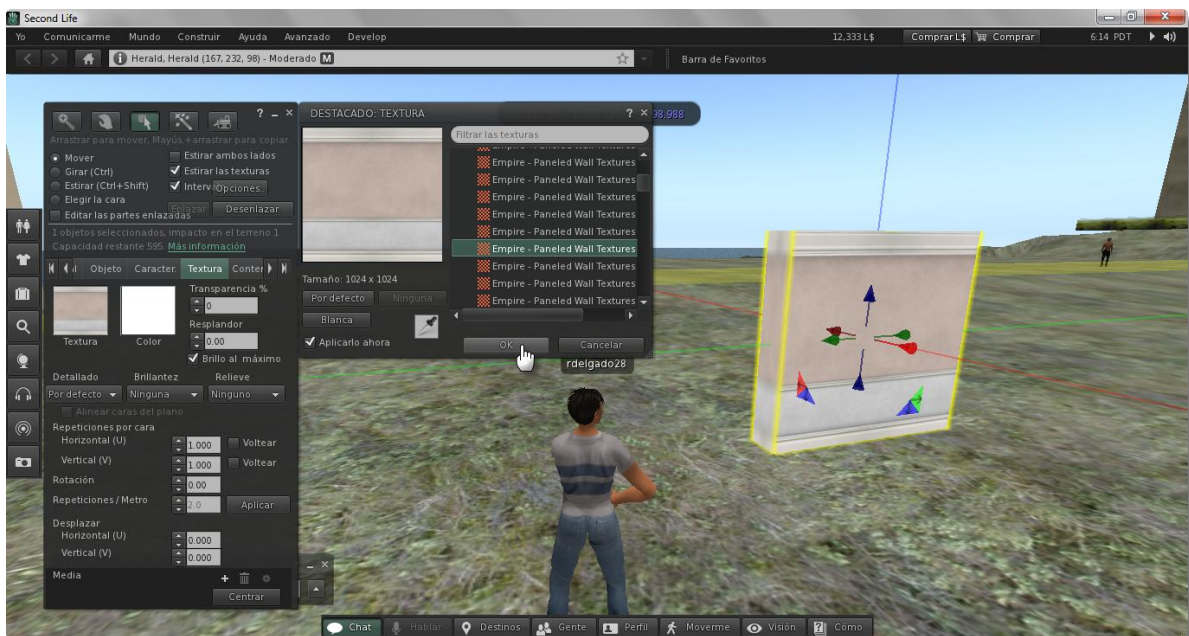 Second Life
Yo Comunicarme Mundo Construir Ayuda Avanzado Develop 12,333 L$ Comprar L$ Comprar 6:14 PDT
Herald, Herald (167, 232, 98) - Moderado M Barra de Favoritos
? – ×
Arrastrar para mover, Mayús +arrastrar para copiar
Mover
Girar (Ctrl)
Estirar (Ctrl+Shift)
Elegir la cara
Editar las partes enlazadas
Estirar ambos lados
Estirar las texturas
Opciones..
Enlazar Desenlazar
1 objetos seleccionados, impacto en el terreno 1
Capacidad restante 595. Más información
Objeto Caracter. Textura Conter
Textura Color
Transparencia %
0
Resplandor
0.00
Brillo al máximo
Detallado Brillantez Relieve
Por defecto Ninguna Ninguno
Alinear caras del plano
Repeticiones por cara
Horizontal (U) 1.000 Voltear
Vertical (V) 1.000 Voltear
Rotación 0.00
Repeticiones / Metro 2.0 Aplicar
Desplazar
Horizontal (U) 0.000
Vertical (V) 0.000
Media
Centrar
DESTACADO: TEXTURA ? × 98.988
Filtrar las texturas
Empire - Paneled Wall Textures
Empire - Paneled Wall Textures
Empire - Paneled Wall Textures
Empire - Paneled Wall Textures
Empire - Paneled Wall Textures
Empire - Paneled Wall Textures
Empire - Paneled Wall Textures
Empire - Paneled Wall Textures
Empire - Paneled Wall Textures
Tamaño: 1024 x 1024
Por defecto Ninguna
Blanca
Aplicarlo ahora
OK Cancelar
rdelgado28
Chat Hablar Destinos Gente Perfil Moverme Visión Cómo